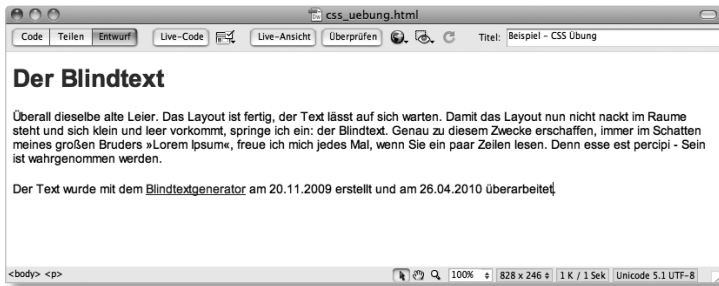 css_uebung.html
Code Teilen Entwurf Live-Code Live-Ansicht Überprüfen Titel: Beispiel - CSS Übung
Der Blindtext
Überall dieselbe alte Leier. Das Layout ist fertig, der Text lässt auf sich warten. Damit das Layout nun nicht nackt im Raume
steht und sich klein und leer vorkommt, springe ich ein: der Blindtext. Genau zu diesem Zwecke erschaffen, immer im Schatten
meines großen Bruders »Lorem Ipsum«, freue ich mich jedes Mal, wenn Sie ein paar Zeilen lesen. Denn esse est percipi - Sein
ist wahrgenommen werden.
Der Text wurde mit dem Blindtextgenerator am 20.11.2009 erstellt und am 26.04.2010 überarbeitet.
<body> <p> 100% 828 x 246 1 K / 1 Sek Unicode 5.1 UTF-8